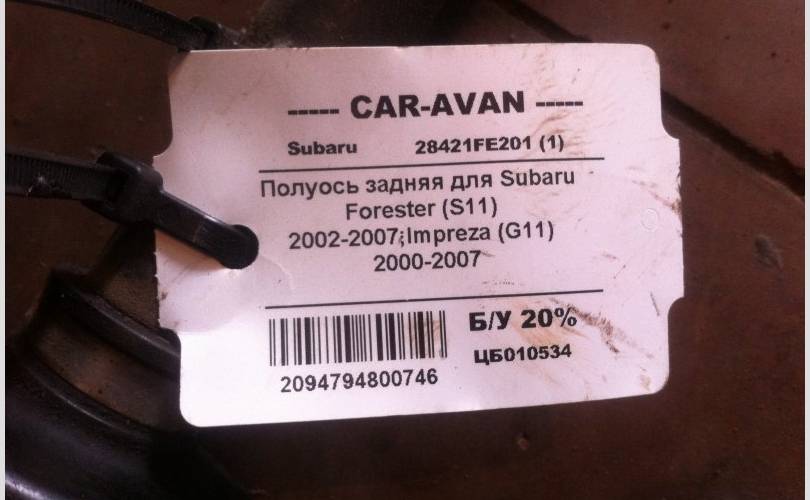 ----- CAR-AVAN -----
Subaru 28421FE201 (1)
Полуось задняя для Subaru
Forester (S11)
2002-2007;Impreza (G11)
2000-2007
Б/У 20%
ЦБ010534
2094794800746